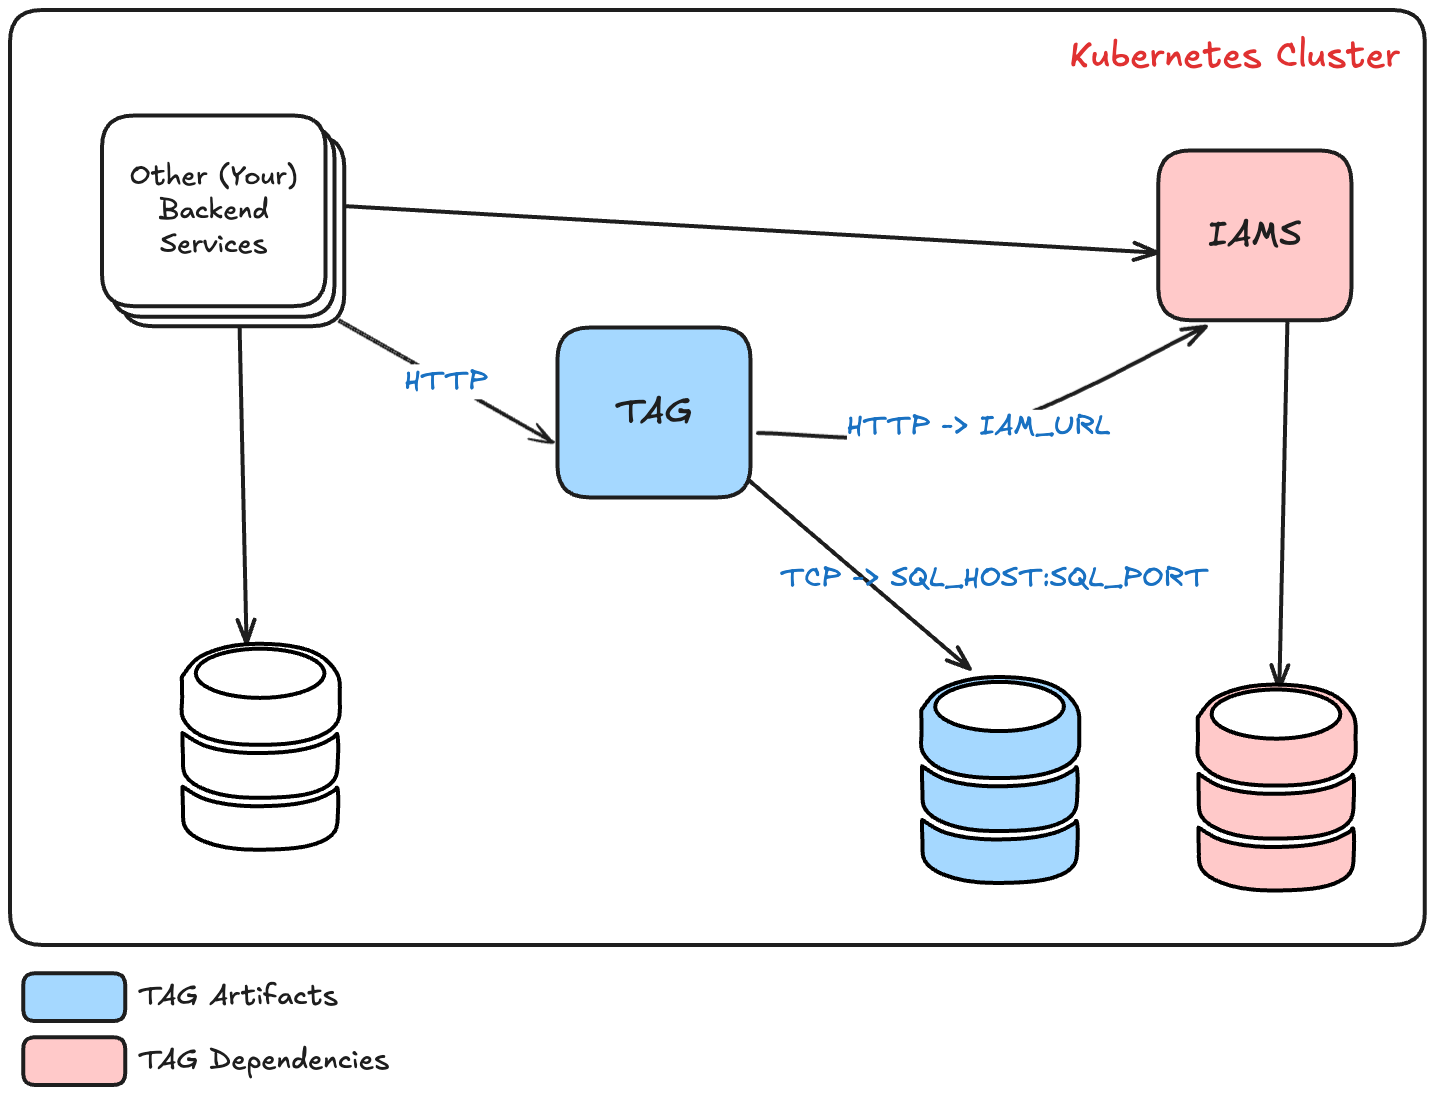 Kubernetes Cluster
Other (Your)
Backend
Services
IAMS
HTTP
TAG
HTTP -> IAM_URL
TCP -> SQL_HOST:SQL_PORT
TAG Artifacts
TAG Dependencies